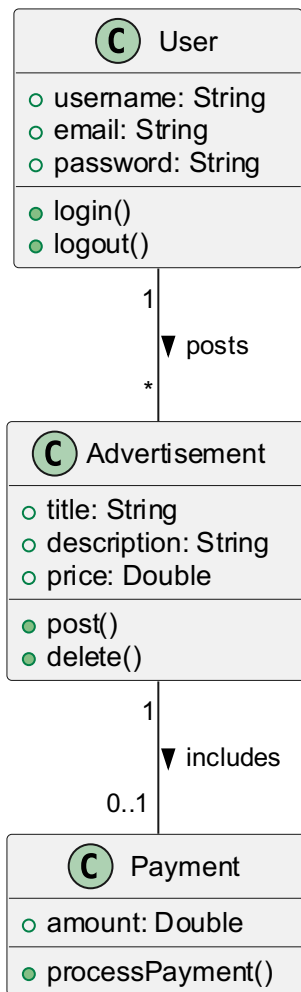 C User
username: String
email: String
password: String
login()
logout()
1
posts
*
C Advertisement
title: String
description: String
price: Double
post()
delete()
1
includes
0..1
C Payment
amount: Double
processPayment()